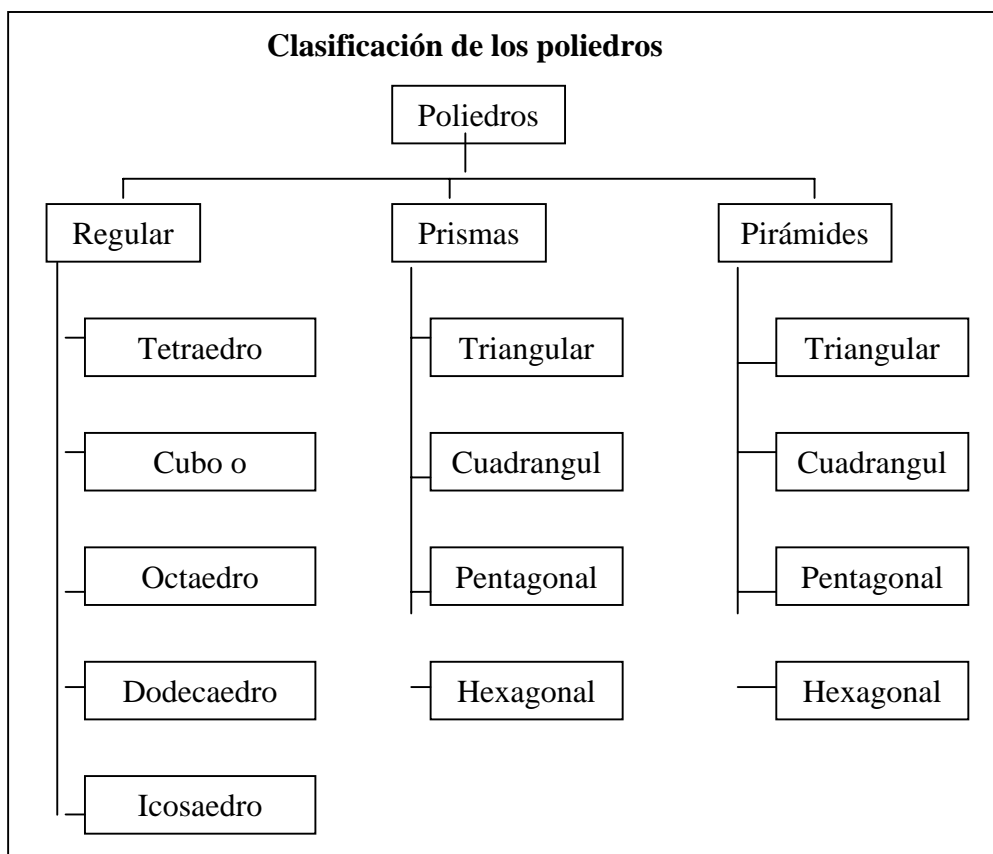 Clasificación de los poliedros
Poliedros
Regular
Prismas
Pirámides
Tetraedro
Cubo o
Octaedro
Dodecaedro
Icosaedro
Triangular
Cuadrangul
Pentagonal
Hexagonal
Triangular
Cuadrangul
Pentagonal
Hexagonal